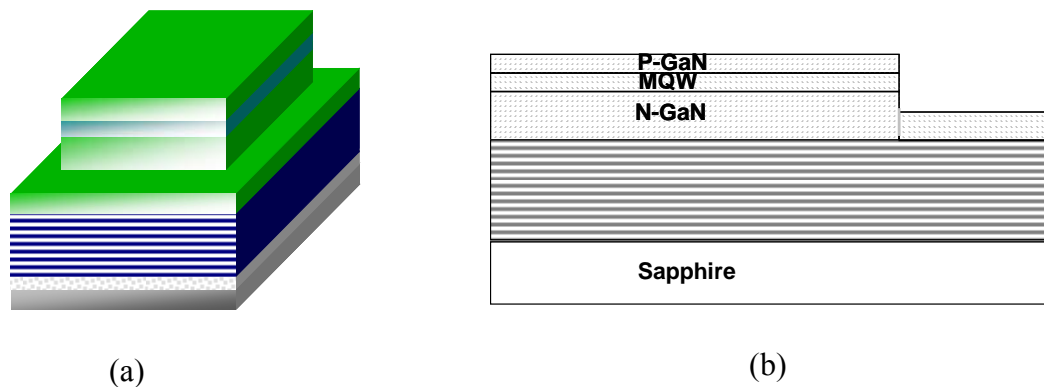 P-GaN
MQW
N-GaN
Sapphire
(a)
(b)